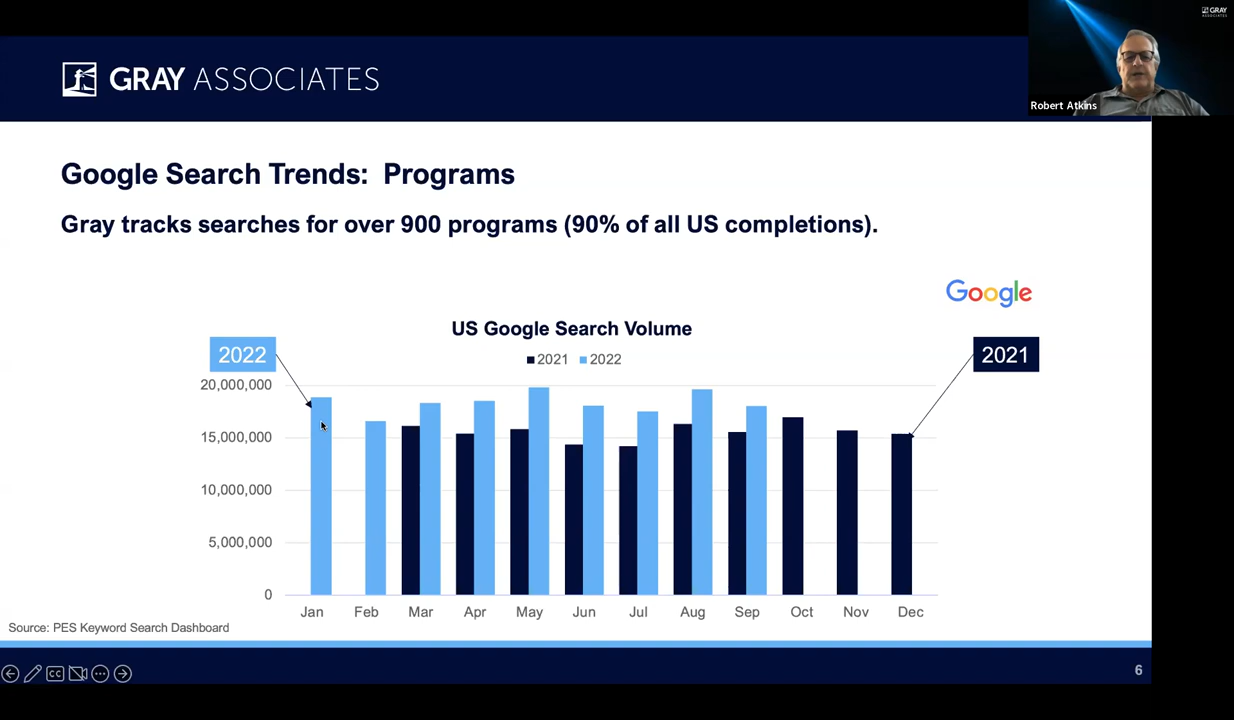 GRAY ASSOCIATES
GRAY
ASSOCIATES
Robert Atkins
Google Search Trends: Programs
Gray tracks searches for over 900 programs (90% of all US completions).
Google
US Google Search Volume
2021 2022
2022
2021
20,000,000
15,000,000
10,000,000
5,000,000
0
Jan Feb Mar Apr May Jun Jul Aug Sep Oct Nov Dec
Source: PES Keyword Search Dashboard
CC
6